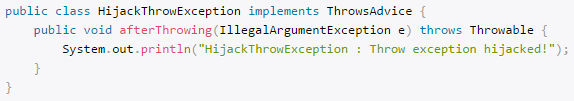 public class HijackThrowException implements ThrowsAdvice {
    public void afterThrowing(IllegalArgumentException e) throws Throwable {
        System.out.println("HijackThrowException : Throw exception hijacked!");
    }
}